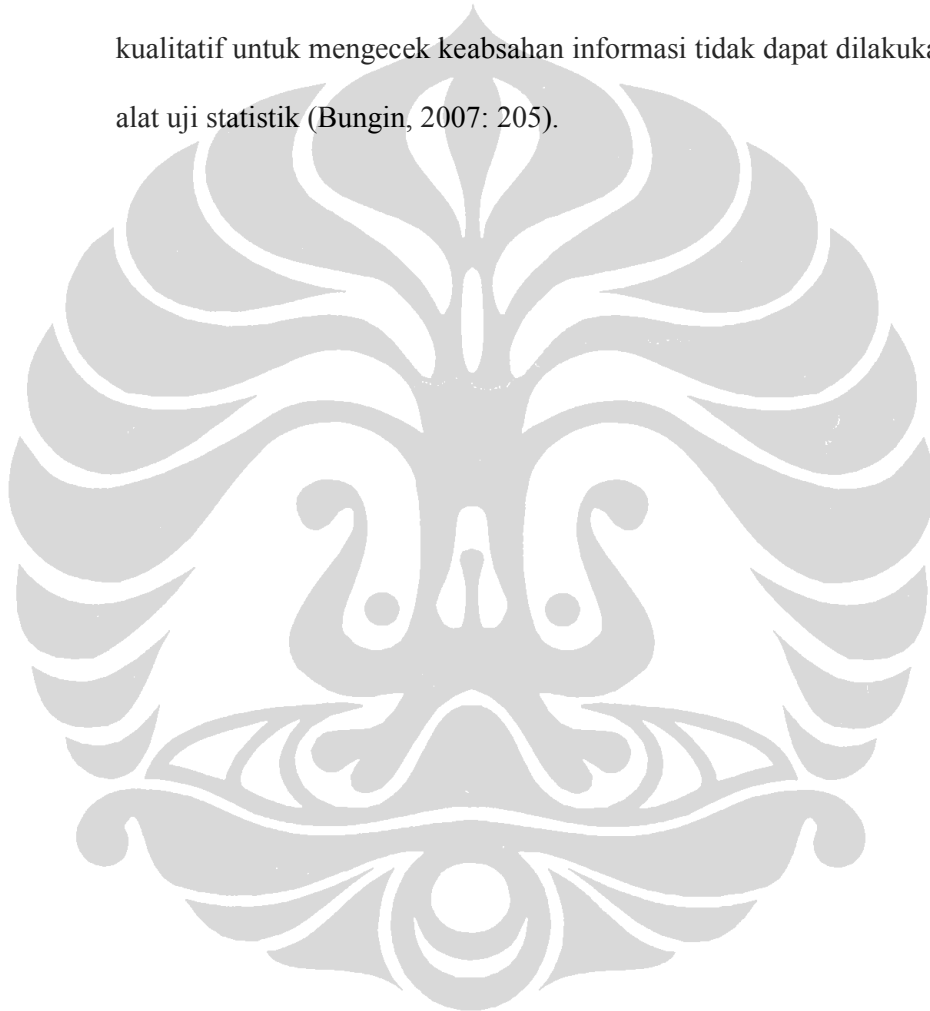 kualitatif untuk mengecek keabsahan informasi tidak dapat dilakuka
alat uji statistik (Bungin, 2007: 205).